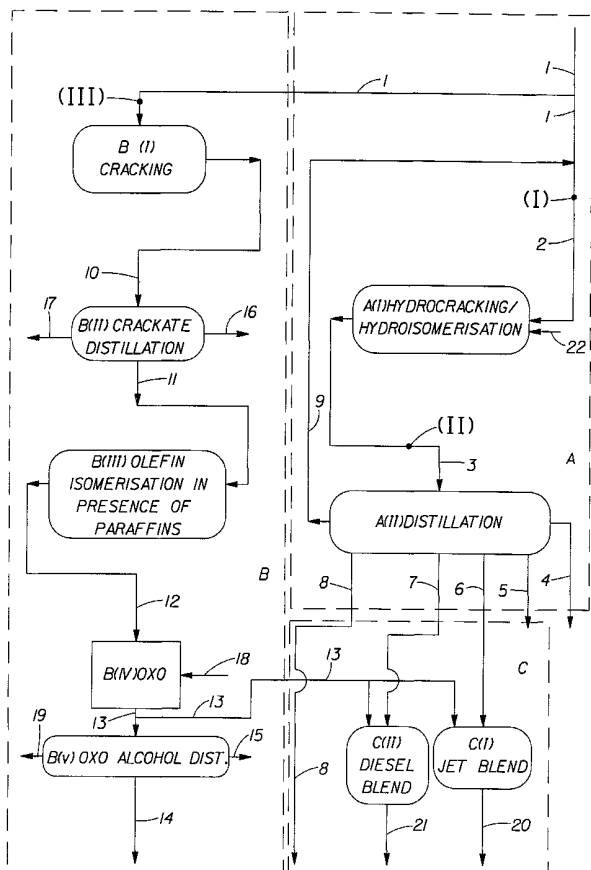 1
1
(III)
1
B (I)
CRACKING
(I)
2
10
17
16
B(II) CRACKATE
DISTILLATION
A(I)HYDROCRACKING/
HYDROISOMERISATION
22
11
9
(II)
3
A
B(III) OLEFIN
ISOMERISATION IN
PRESENCE OF
PARAFFINS
A(II)DISTILLATION
8
7
6
5
4
B
12
B(IV)OXO
18
13
13
13
C
19
15
B(V) OXO ALCOHOL DIST.
C(II)
DIESEL
BLEND
C(I)
JET BLEND
8
14
21
20